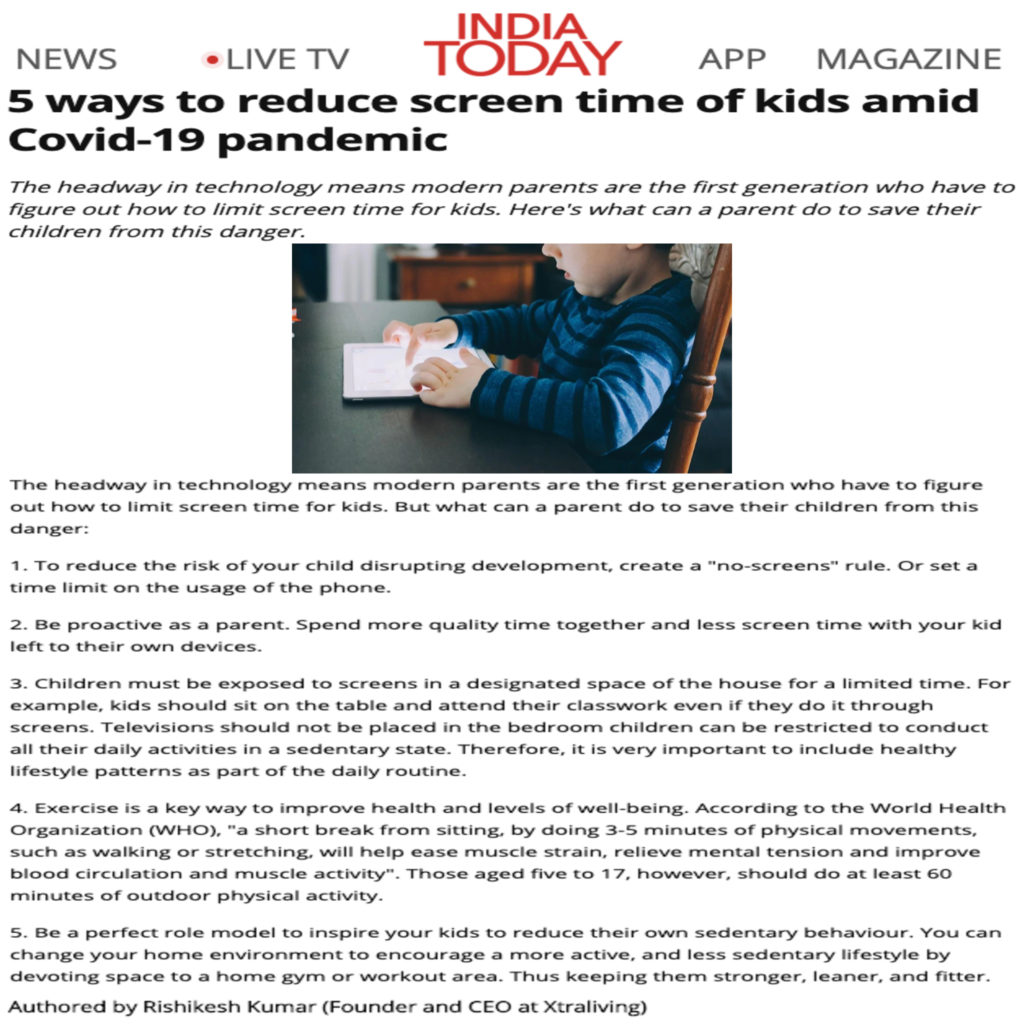 NEWS
LIVE TV
INDIA
TODAY
APP
MAGAZINE
5 ways to reduce screen time of kids amid
Covid-19 pandemic
The headway in technology means modern parents are the first generation who have to
figure out how to limit screen time for kids. Here's what can a parent do to save their
children from this danger.
The headway in technology means modern parents are the first generation who have to figure
out how to limit screen time for kids. But what can a parent do to save their children from this
danger:
1. To reduce the risk of your child disrupting development, create a "no-screens" rule. Or set a
time limit on the usage of the phone.
2. Be proactive as a parent. Spend more quality time together and less screen time with your kid
left to their own devices.
3. Children must be exposed to screens in a designated space of the house for a limited time. For
example, kids should sit on the table and attend their classwork even if they do it through
screens. Televisions should not be placed in the bedroom children can be restricted to conduct
all their daily activities in a sedentary state. Therefore, it is very important to include healthy
lifestyle patterns as part of the daily routine.
4. Exercise is a key way to improve health and levels of well-being. According to the World Health
Organization (WHO), "a short break from sitting, by doing 3-5 minutes of physical movements,
such as walking or stretching, will help ease muscle strain, relieve mental tension and improve
blood circulation and muscle activity". Those aged five to 17, however, should do at least 60
minutes of outdoor physical activity.
5. Be a perfect role model to inspire your kids to reduce their own sedentary behaviour. You can
change your home environment to encourage a more active, and less sedentary lifestyle by
devoting space to a home gym or workout area. Thus keeping them stronger, leaner, and fitter.
Authored by Rishikesh Kumar (Founder and CEO at Xtraliving)